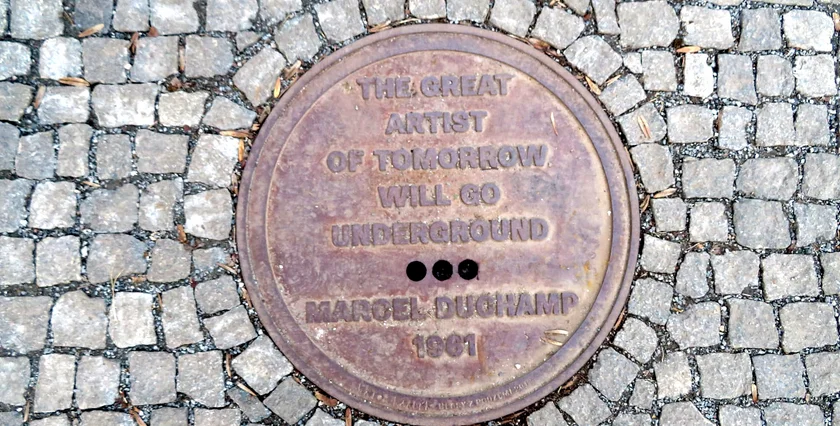 THE GREAT
ARTIST
OF TOMORROW
WILL GO
UNDERGROUND
MARCEL DUCHAMP
1961